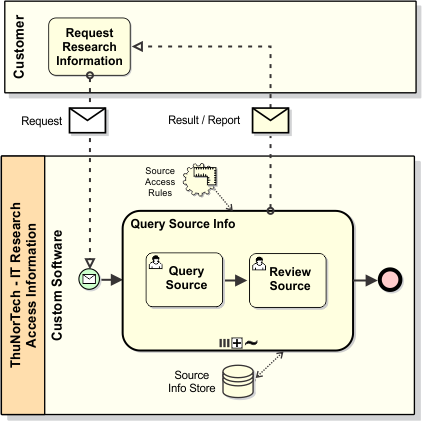 Customer
Request
Research
Information
Request
Result / Report
ThuNorTech - IT Research
Access Information
Custom Software
Source
Access
Rules
Query Source Info
Query
Source
Review
Source
Source
Info Store